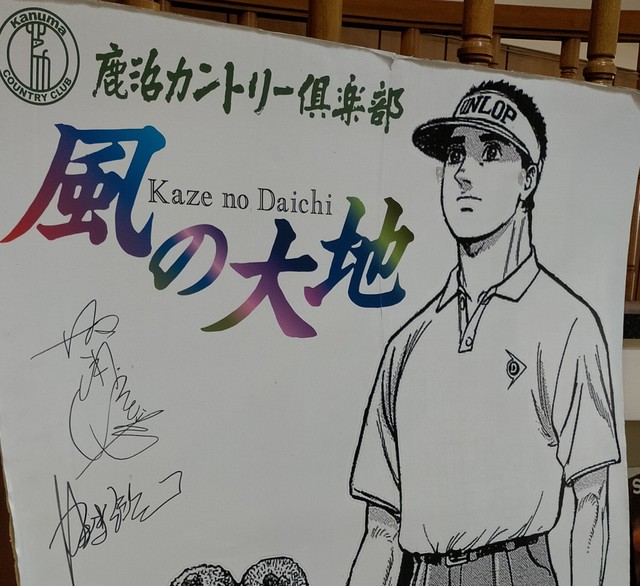 Kanuma
COUNTRY CLUB
鹿沼カントリー倶楽部
風の大地
Kaze no Daichi
DUNLOP
D